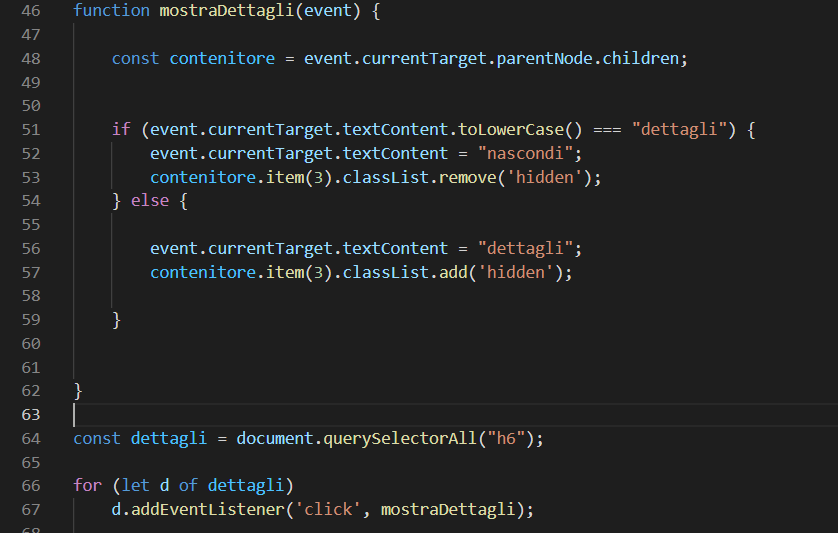 46 function mostraDettagli(event) {
47
48 const contenitore = event.currentTarget.parentNode.children;
49
50
51 if (event.currentTarget.textContent.toLowerCase() === "dettagli") {
52 event.currentTarget.textContent = "nascondi";
53 contenitore.item(3).classList.remove('hidden');
54 } else {
55
56 event.currentTarget.textContent = "dettagli";
57 contenitore.item(3).classList.add('hidden');
58
59 }
60
61
62 }
63
64 const dettagli = document.querySelectorAll("h6");
65
66 for (let d of dettagli)
67 d.addEventListener('click', mostraDettagli);
68